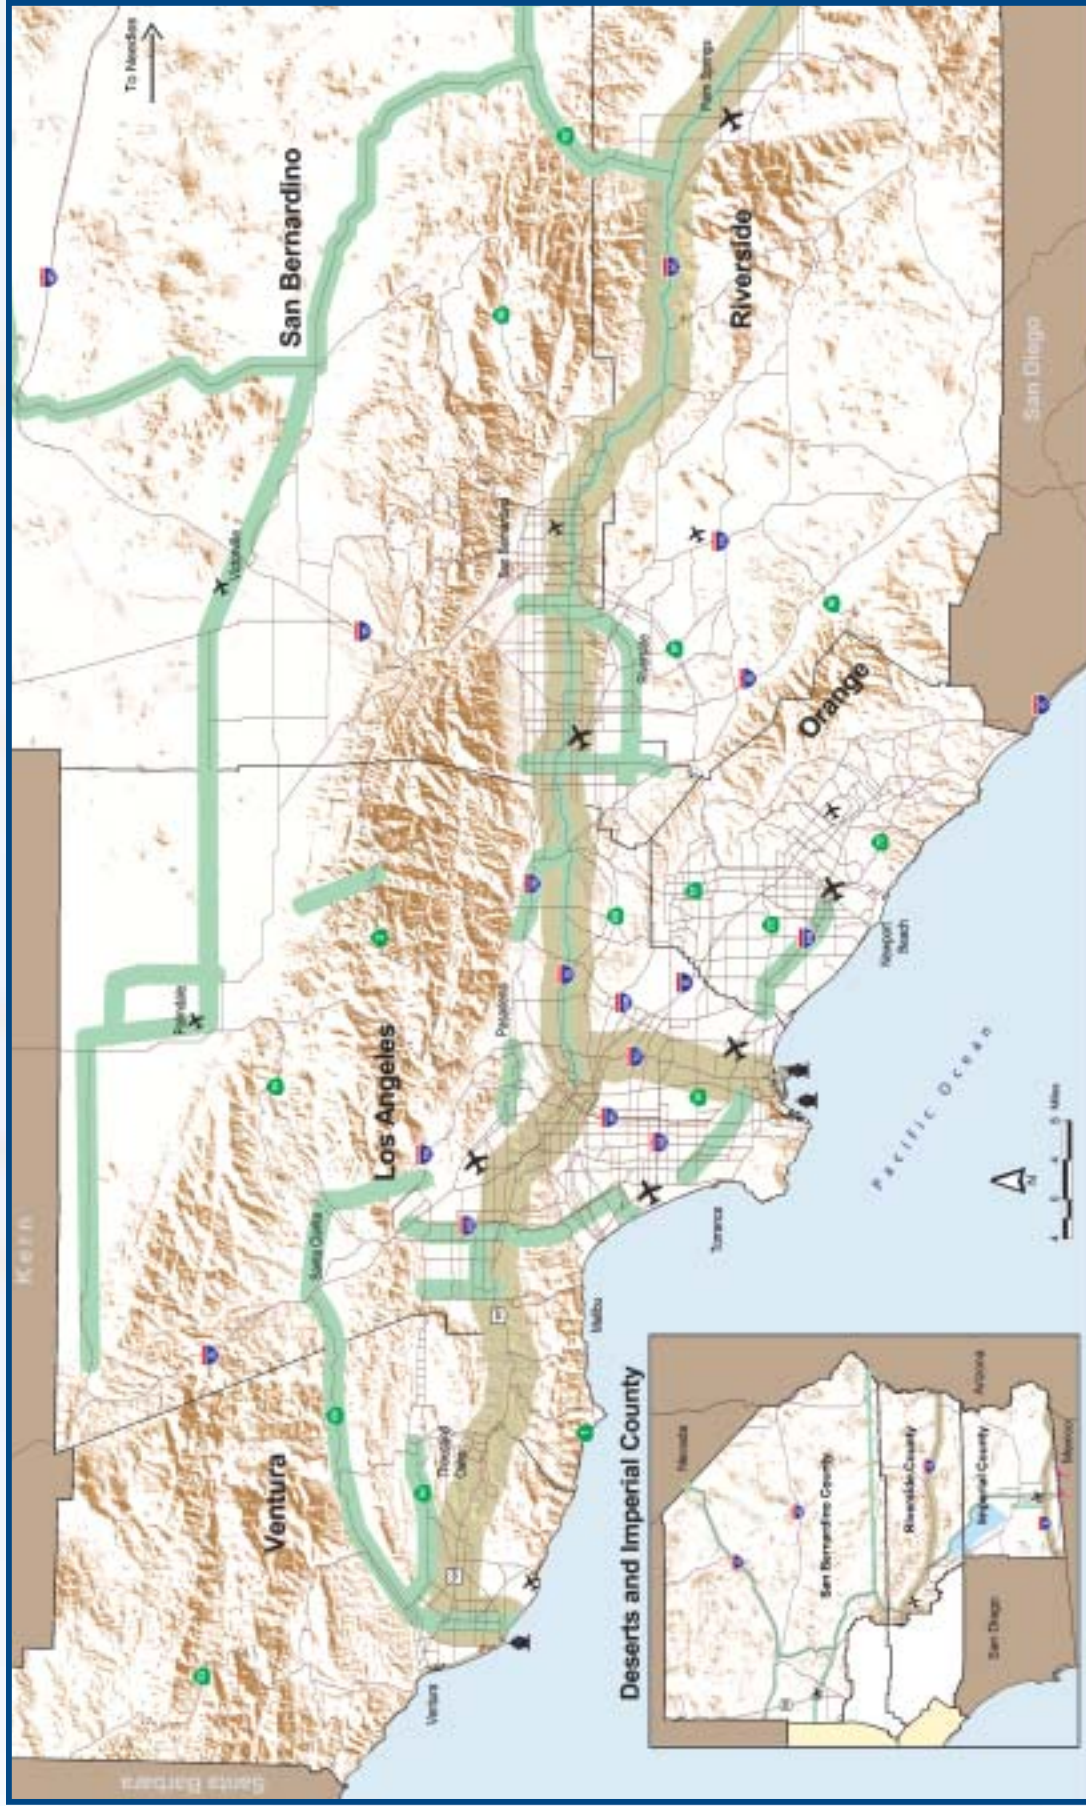 To Needles
San Bernardino
Palm Springs
Riverside
San Diego
Victorville
San Bernardino
Riverside
Orange
Kern
Palmdale
Los Angeles
Pasadena
Newport
Beach
Santa Clarita
Torrance
Malibu
Pacific Ocean
N
Miles
Ventura
Thousand
Oaks
Ventura
Santa Barbara
Deserts and Imperial County
Nevada
San Bernardino County
Riverside County
Arizona
Imperial County
San Diego
Mexico